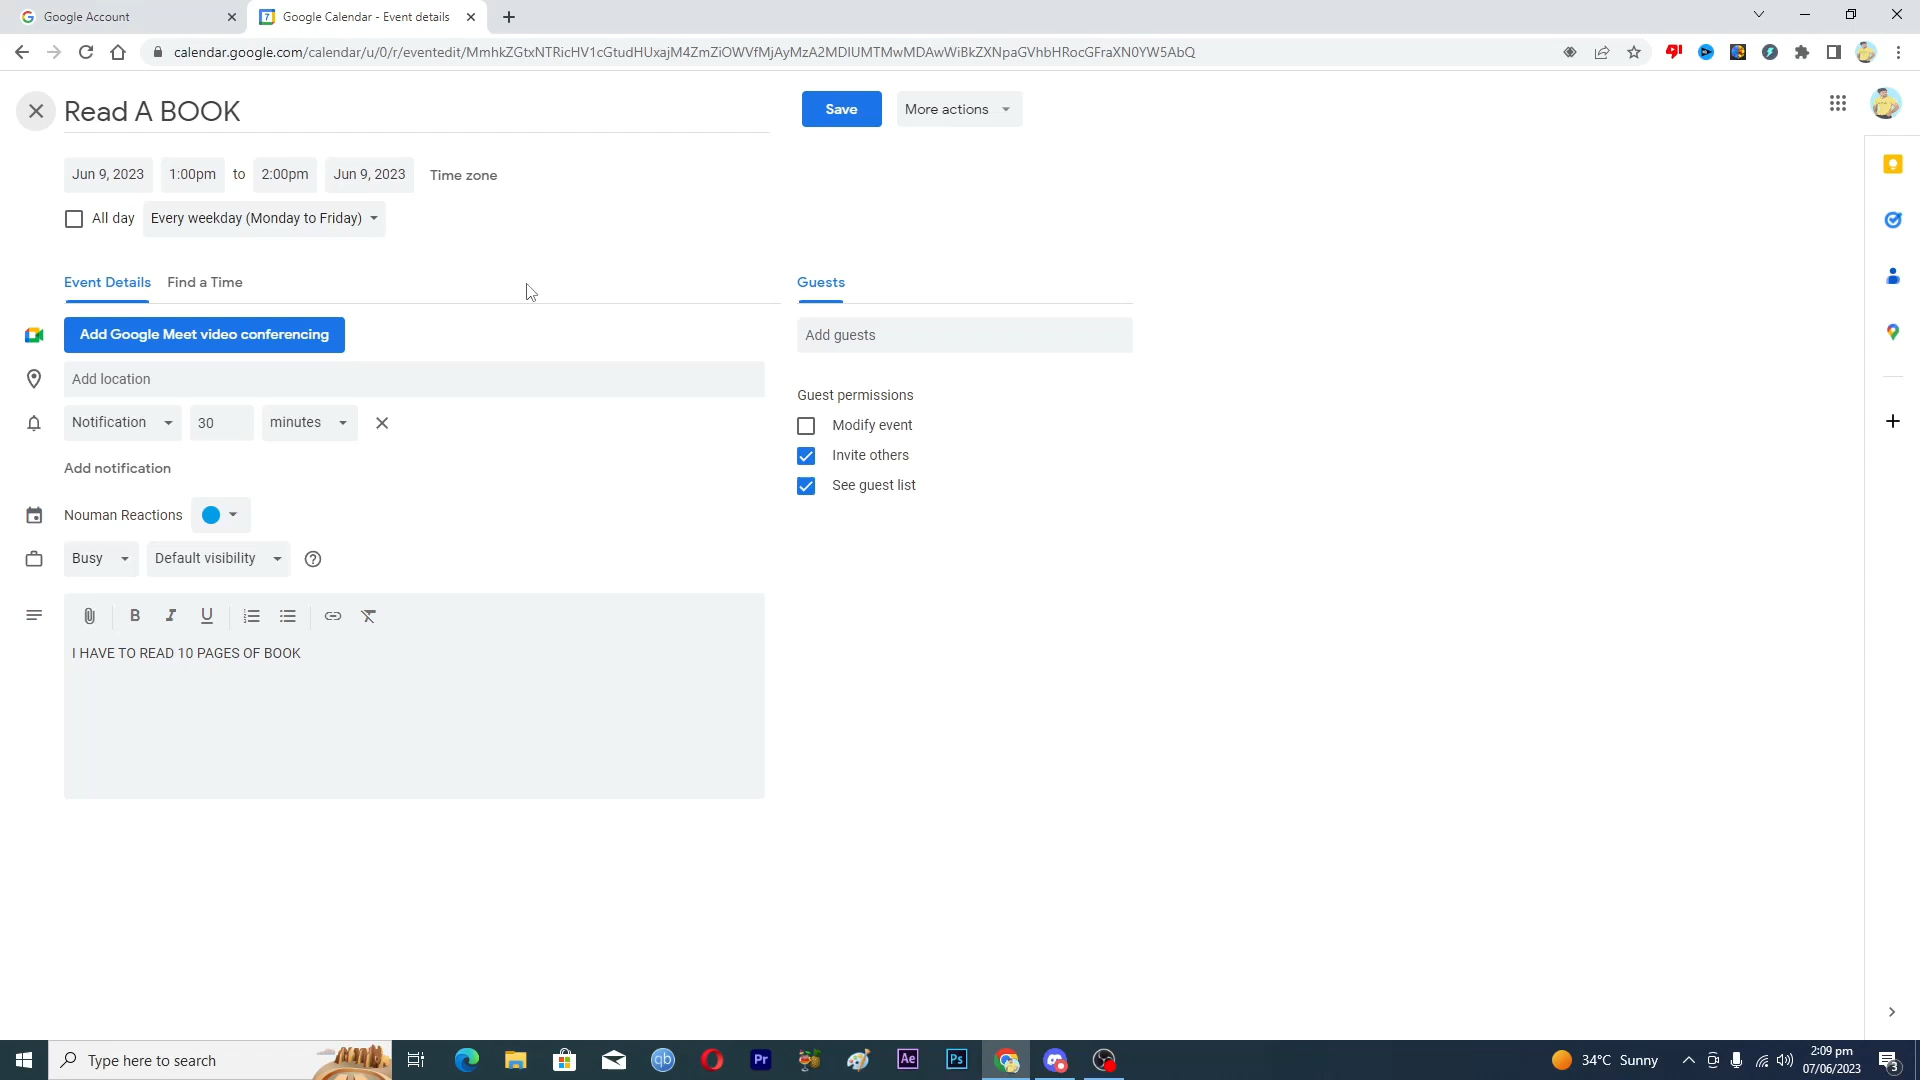 Google Account
Google Calendar - Event details
calendar.google.com/calendar/u/0/r/eventedit/MmhkZGtxNTRicHV1cGtudHUxajM4ZmZiOWVfMjAyMzA2MDlUMTMwMDAwWiBkZXNpaGVhbHRocGFraXN0YW5AbQ
Read A BOOK
Save
More actions
Jun 9, 2023 1:00pm to 2:00pm Jun 9, 2023 Time zone
All day Every weekday (Monday to Friday)
Event Details Find a Time
Guests
Add Google Meet video conferencing
Add guests
Add location
Guest permissions
Notification 30 minutes
Modify event
Invite others
Add notification
See guest list
Nouman Reactions
Busy Default visibility
I HAVE TO READ 10 PAGES OF BOOK
Type here to search
34°C Sunny
2:09 pm
07/06/2023
3